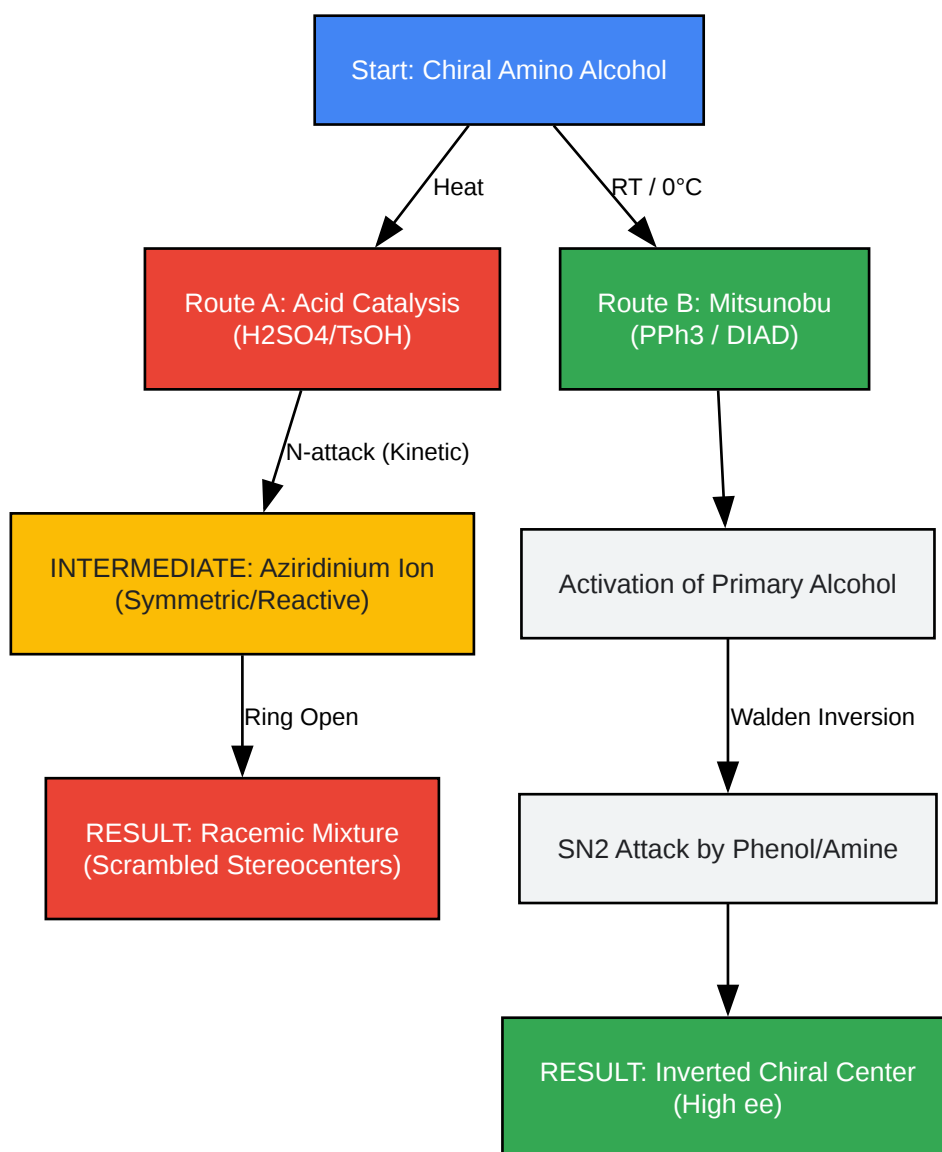 Start: Chiral Amino Alcohol
Heat
RT / 0°C
Route A: Acid Catalysis
(H2SO4/TsOH)
Route B: Mitsunobu
(PPh3 / DIAD)
N-attack (Kinetic)
INTERMEDIATE: Aziridinium Ion
(Symmetric/Reactive)
Activation of Primary Alcohol
Ring Open
Walden Inversion
RESULT: Racemic Mixture
(Scrambled Stereocenters)
SN2 Attack by Phenol/Amine
RESULT: Inverted Chiral Center
(High ee)